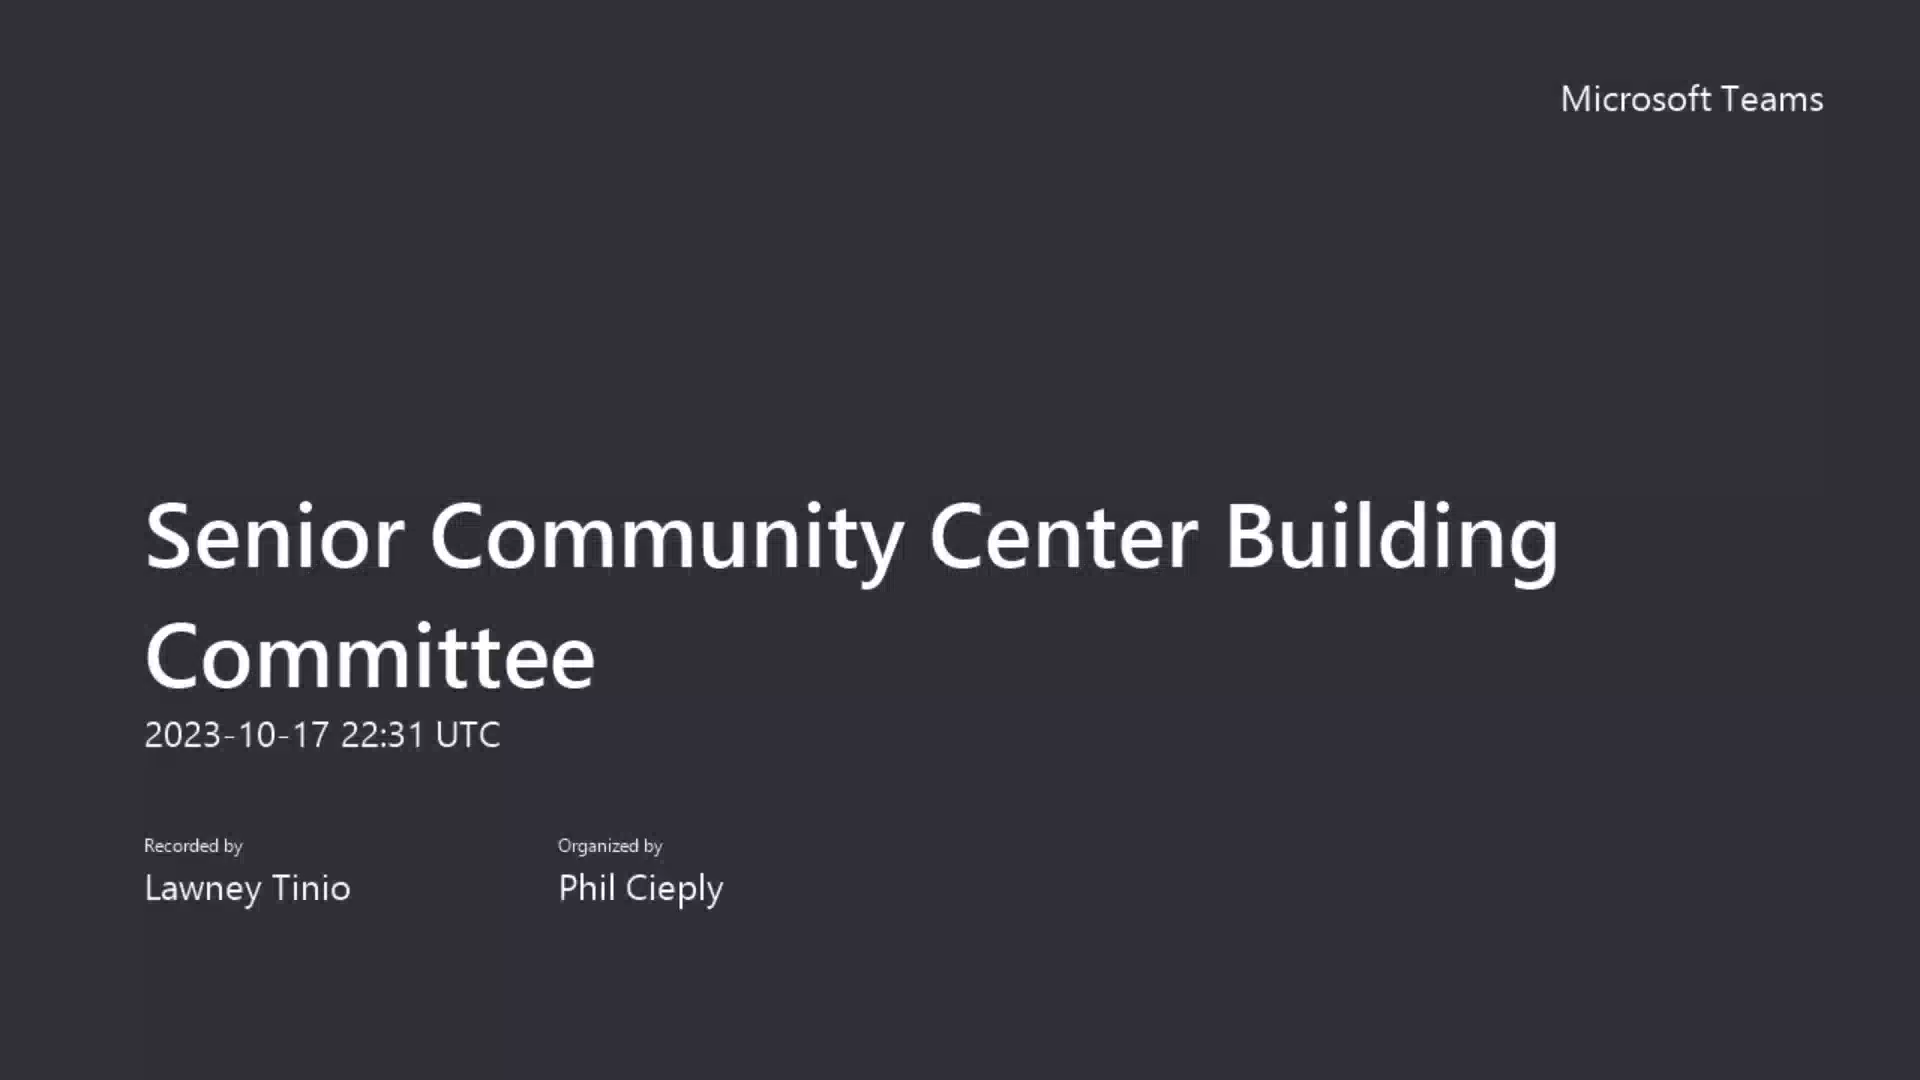 Microsoft Teams
Senior Community Center Building
Committee
2023-10-17 22:31 UTC
Recorded by
Organized by
Lawney Tinio
Phil Cieply